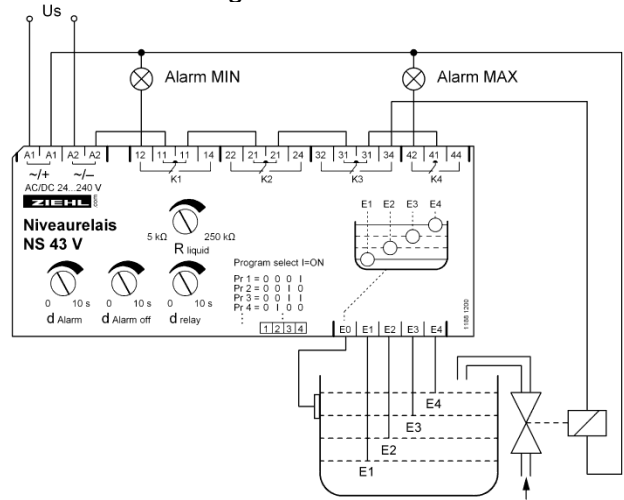 Us
Alarm MIN
Alarm MAX
A1 A1 A2 A2 12 11 11 14 22 21 21 24 32 31 31 34 42 41 44
~/+ ~/–
K1 K2 K3 K4
AC/DC 24...240 V
ZIEHL .com
Niveaurelais
NS 43 V
5 kΩ 250 kΩ
R liquid
E1 E2 E3 E4
Program select I=ON
Pr 1 = 0 0 0 I
Pr 2 = 0 0 I 0
Pr 3 = 0 0 I I
Pr 4 = 0 I 0 0
1 2 3 4
0 10 s 0 10 s 0 10 s
d Alarm d Alarm off d relay
1188 1200
E0 E1 E2 E3 E4
E4
E3
E2
E1